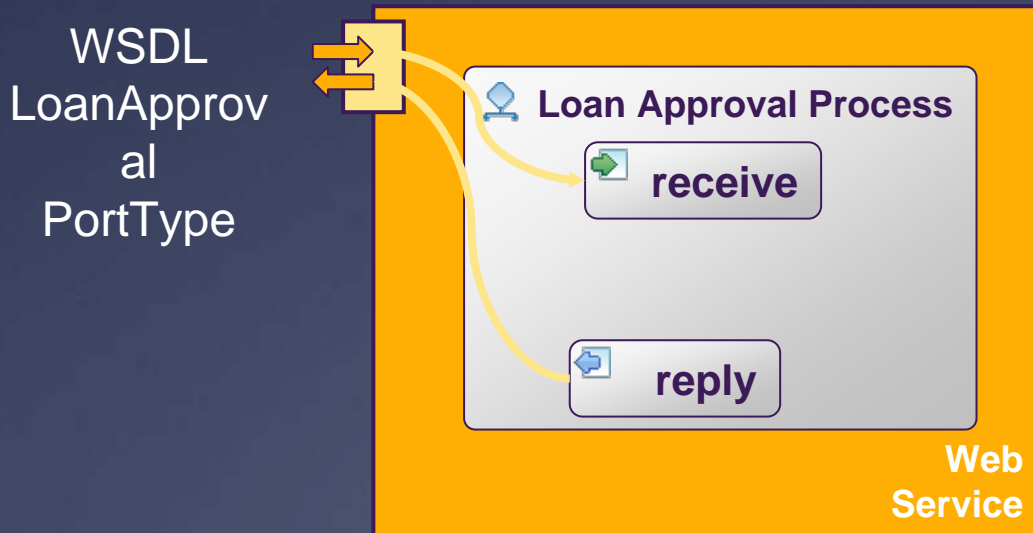 WSDL
LoanApprov
al
PortType
Loan Approval Process
receive
reply
Web
Service